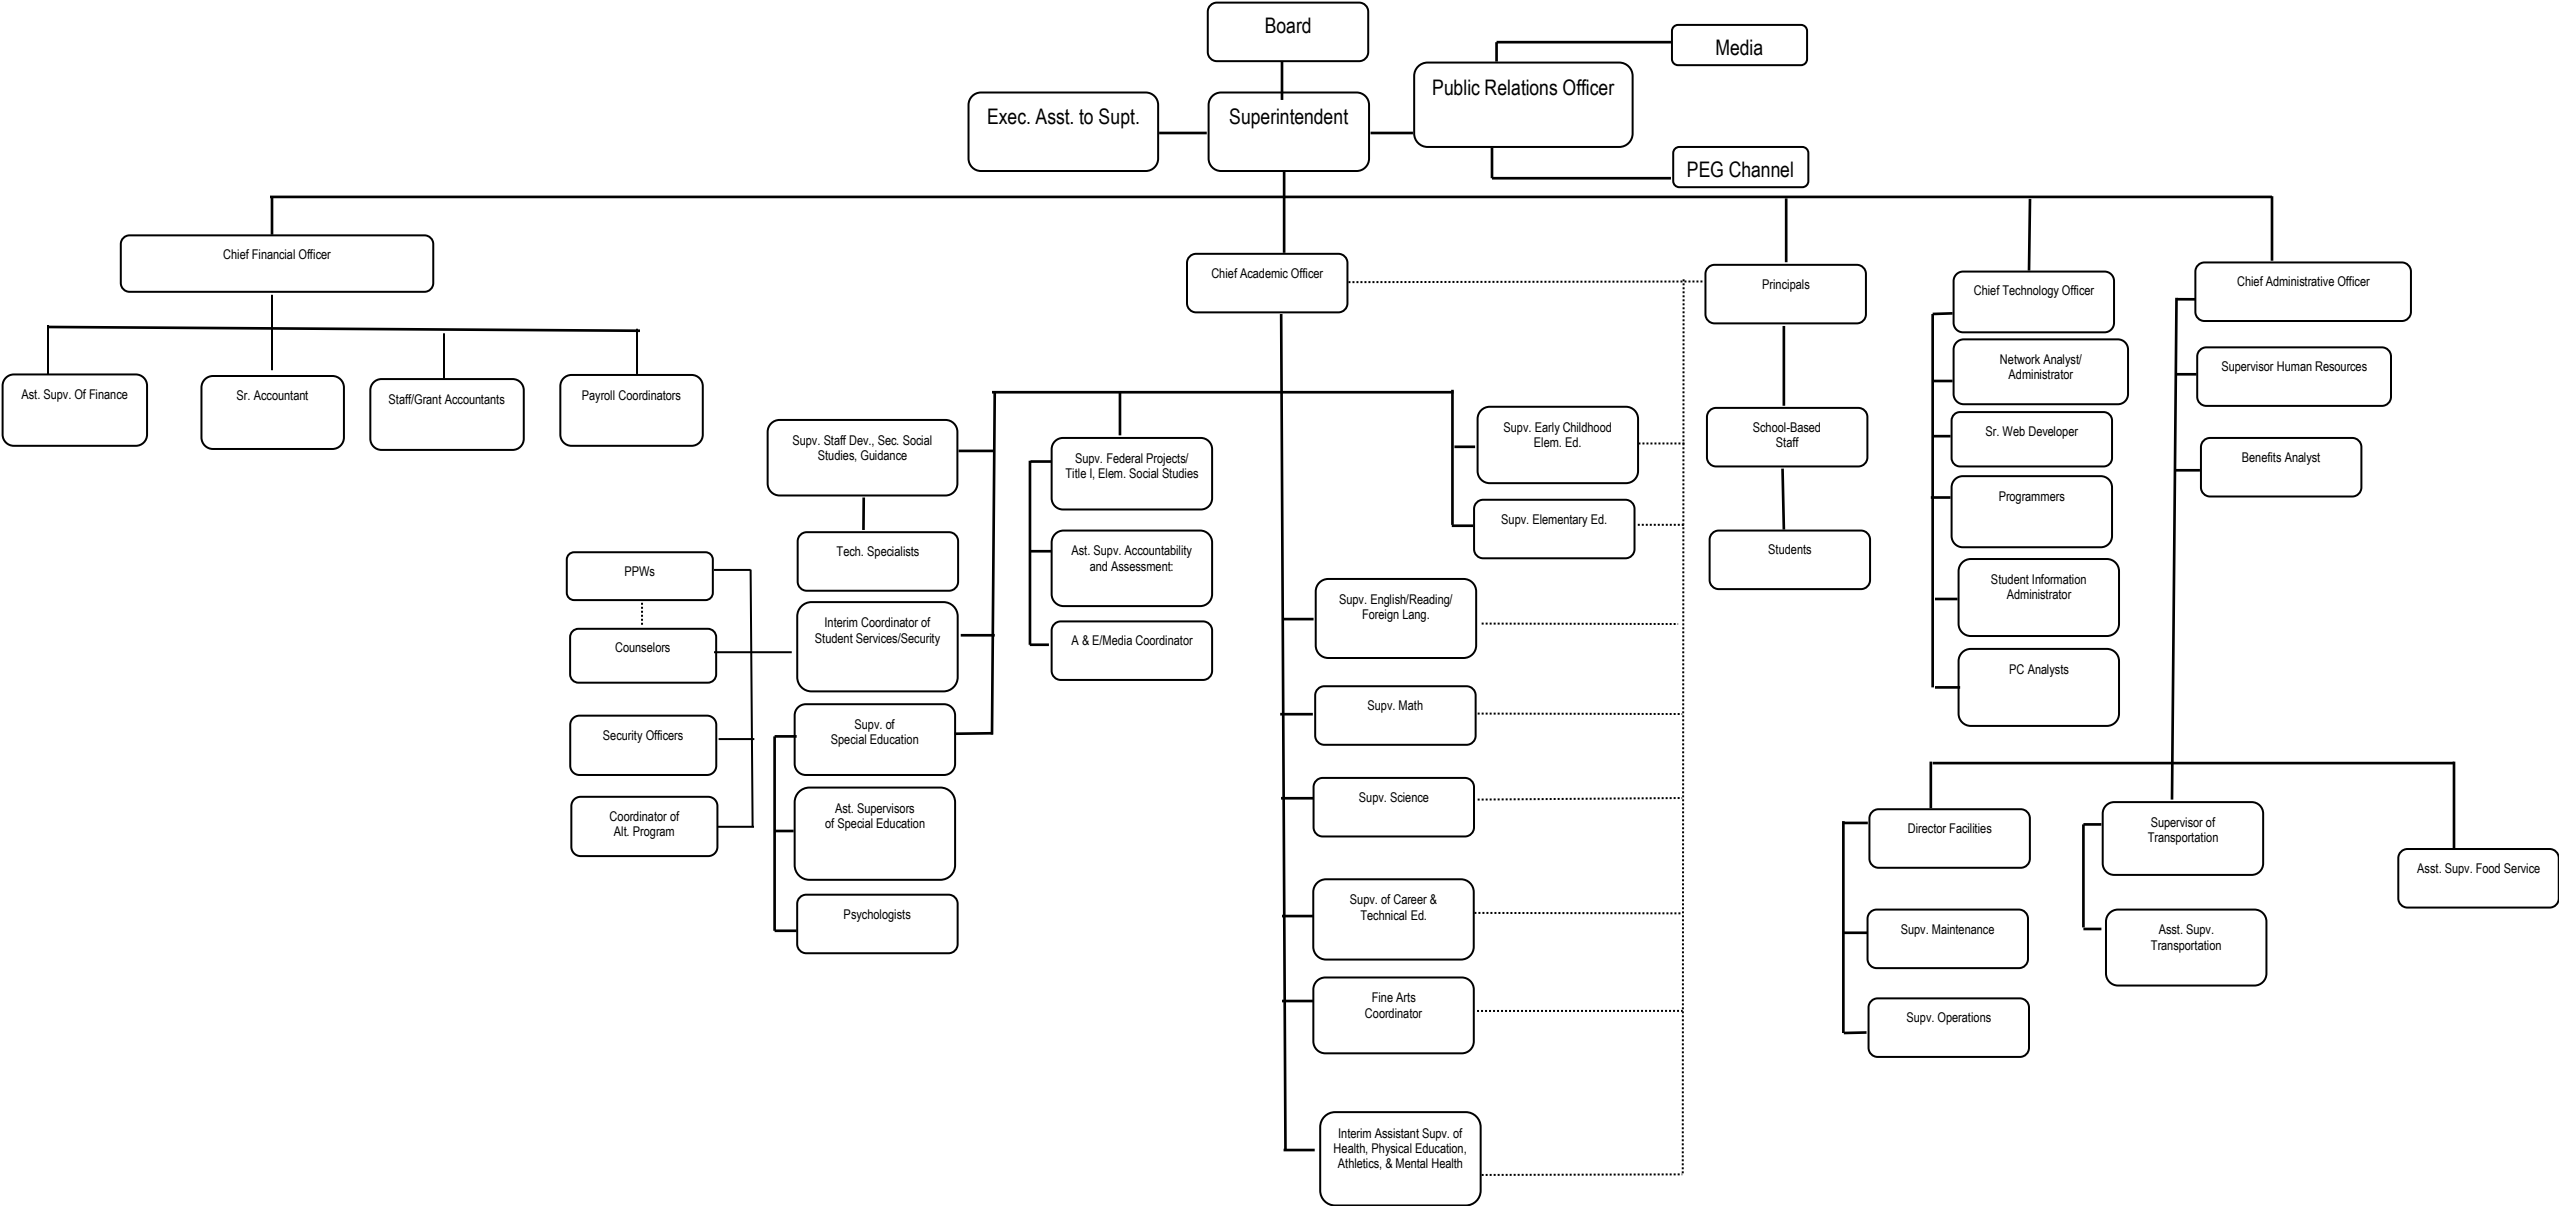 Board
Media
Public Relations Officer
Exec. Asst. to Supt.
Superintendent
PEG Channel
Chief Financial Officer
Chief Academic Officer
Principals
Chief Technology Officer
Chief Administrative Officer
Ast. Supv. Of Finance
Sr. Accountant
Staff/Grant Accountants
Payroll Coordinators
Supv. Staff Dev., Sec. Social
Studies, Guidance
Tech. Specialists
PPWs
Counselors
Security Officers
Coordinator of
Alt. Program
Interim Coordinator of
Student Services/Security
Supv. of
Special Education
Ast. Supervisors
of Special Education
Psychologists
Supv. Federal Projects/
Title I, Elem. Social Studies
Ast. Supv. Accountability
and Assessment:
A & E/Media Coordinator
Supv. Early Childhood
Elem. Ed.
Supv. Elementary Ed.
Supv. English/Reading/
Foreign Lang.
Supv. Math
Supv. Science
Supv. of Career &
Technical Ed.
Fine Arts
Coordinator
Interim Assistant Supv. of
Health, Physical Education,
Athletics, & Mental Health
School-Based
Staff
Students
Network Analyst/
Administrator
Sr. Web Developer
Programmers
Student Information
Administrator
PC Analysts
Supervisor Human Resources
Benefits Analyst
Director Facilities
Supv. Maintenance
Supv. Operations
Supervisor of
Transportation
Asst. Supv.
Transportation
Asst. Supv. Food Service